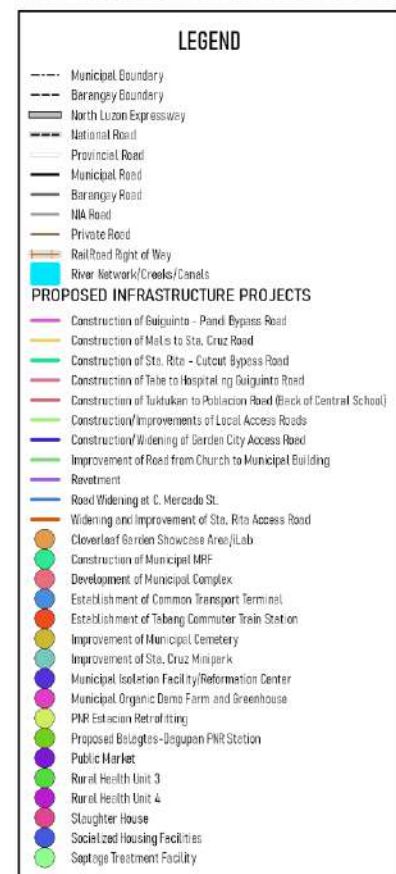 LEGEND
Municipal Boundary
Barangay Boundary
North Luzon Expressway
National Road
Provincial Road
Municipal Road
Barangay Road
NIA Road
Private Road
RailRoad Right of Way
River Network/Creeks/Canals
PROPOSED INFRASTRUCTURE PROJECTS
Construction of Guiguinto - Pandi Bypass Road
Construction of Malis to Sta. Cruz Road
Construction of Sta. Rita - Cutcut Bypass Road
Construction of Tabe to Hospital ng Guiguinto Road
Construction of Tuktukan to Poblacion Road (Back of Central School)
Construction/Improvements of Local Access Roads
Construction/Widening of Garden City Access Road
Improvement of Road from Church to Municipal Building
Revetment
Road Widening at C. Mercado St.
Widening and Improvement of Sta. Rita Access Road
Cloverleaf Garden Showcase Area/iLab
Construction of Municipal MRF
Development of Municipal Complex
Establishment of Common Transport Terminal
Establishment of Tabang Commuter Train Station
Improvement of Municipal Cemetery
Improvement of Sta. Cruz Minipark
Municipal Isolation Facility/Reformation Center
Municipal Organic Demo Farm and Greenhouse
PNR Estacion Retrofitting
Proposed Balagtas-Dagupan PNR Station
Public Market
Rural Health Unit 3
Rural Health Unit 4
Slaughter House
Socialized Housing Facilities
Septage Treatment Facility